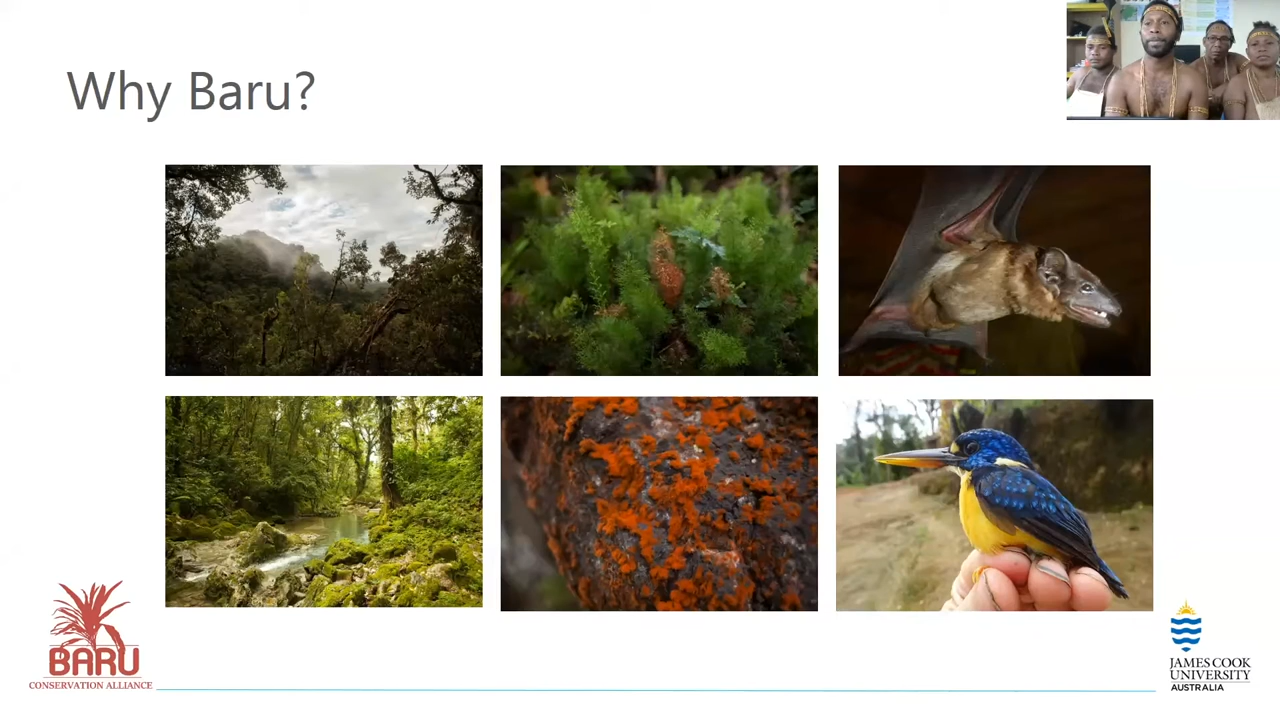 Why Baru?
BARU
CONSERVATION ALLIANCE
JAMES COOK
UNIVERSITY
AUSTRALIA